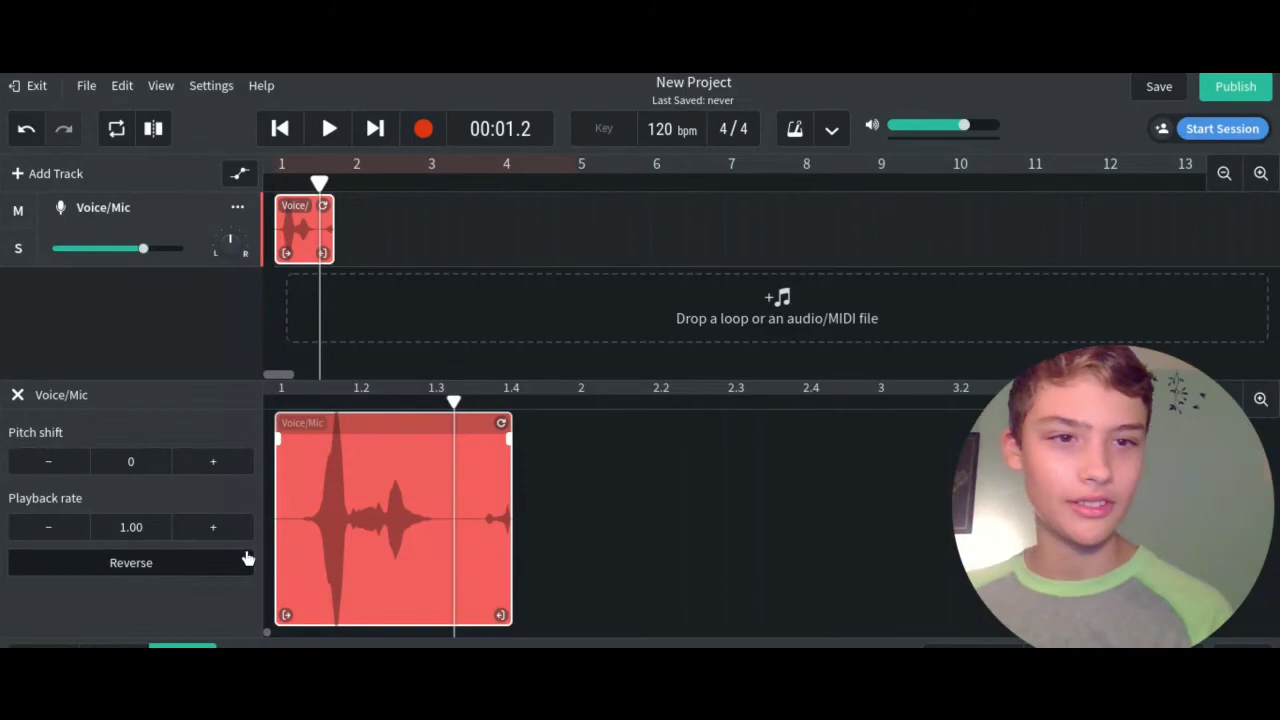 Exit File Edit View Settings Help
New Project
Last Saved: never
Save Publish
00:01.2 Key 120 bpm 4/4 Start Session
Add Track 1 2 3 4 5 6 7 8 9 10 11 12 13
M Voice/Mic ... Voice/
S L R
Drop a loop or an audio/MIDI file
Voice/Mic 1 1.2 1.3 1.4 2 2.2 2.3 2.4 3 3.2
Voice/Mic
Pitch shift
− 0 +
Playback rate
− 1.00 +
Reverse